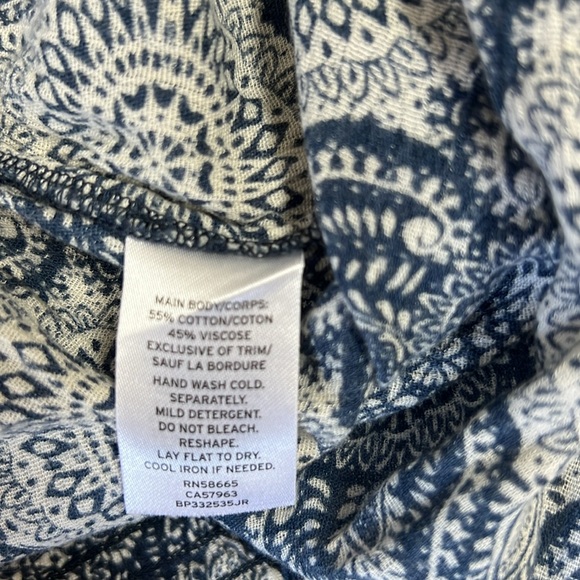 MAIN BODY/CORPS:
55% COTTON/COTON
45% VISCOSE
EXCLUSIVE OF TRIM/
SAUF LA BORDURE
HAND WASH COLD.
SEPARATELY.
MILD DETERGENT.
DO NOT BLEACH.
RESHAPE.
LAY FLAT TO DRY.
COOL IRON IF NEEDED.
RN58665
CA57963
BP332535JR